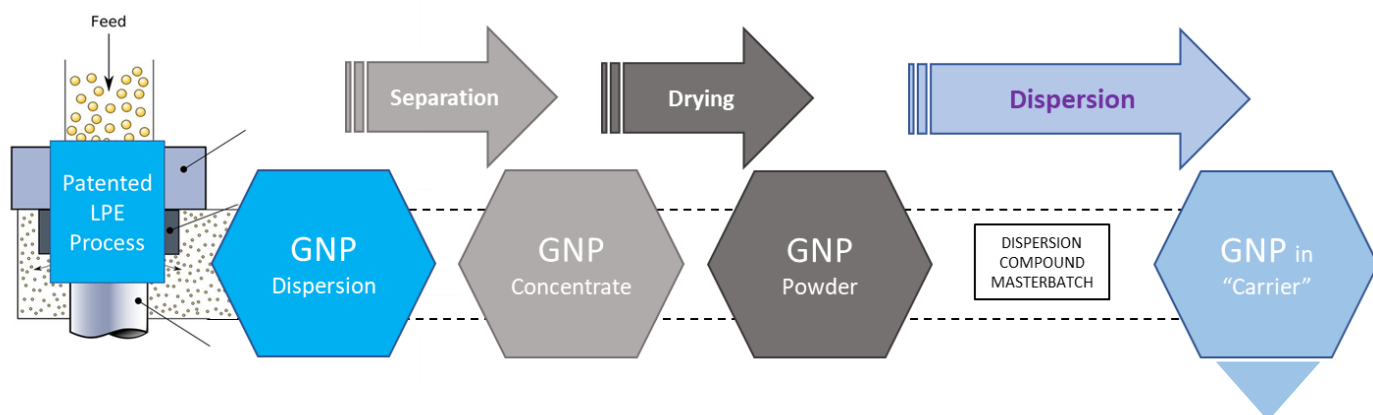 Feed
Separation
Drying
Dispersion
Patented
LPE
Process
GNP
Dispersion
GNP
Concentrate
GNP
Powder
DISPERSION
COMPOUND
MASTERBATCH
GNP in
“Carrier”